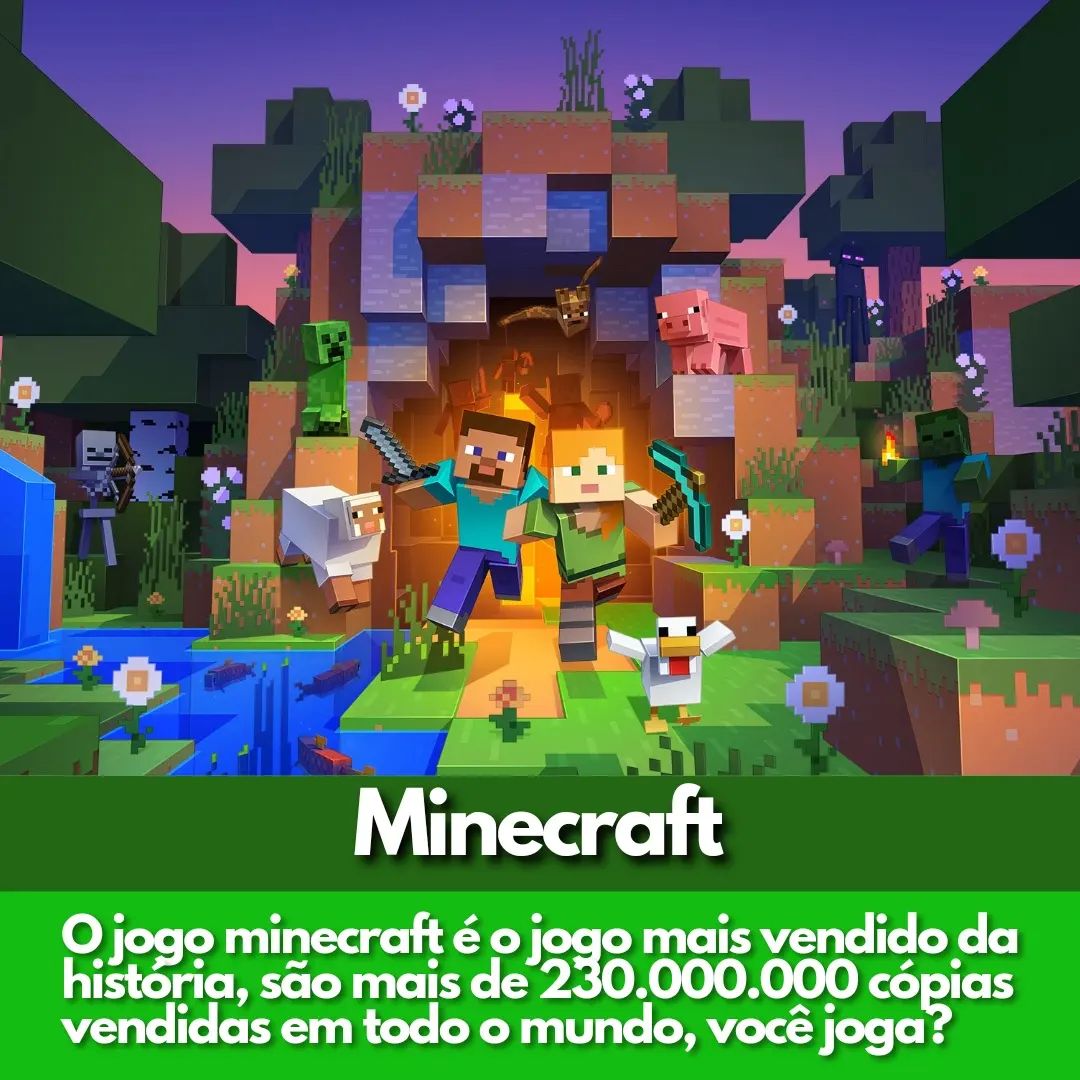 Minecraft
O jogo minecraft é o jogo mais vendido da
história, são mais de 230.000.000 cópias
vendidas em todo o mundo, você joga?